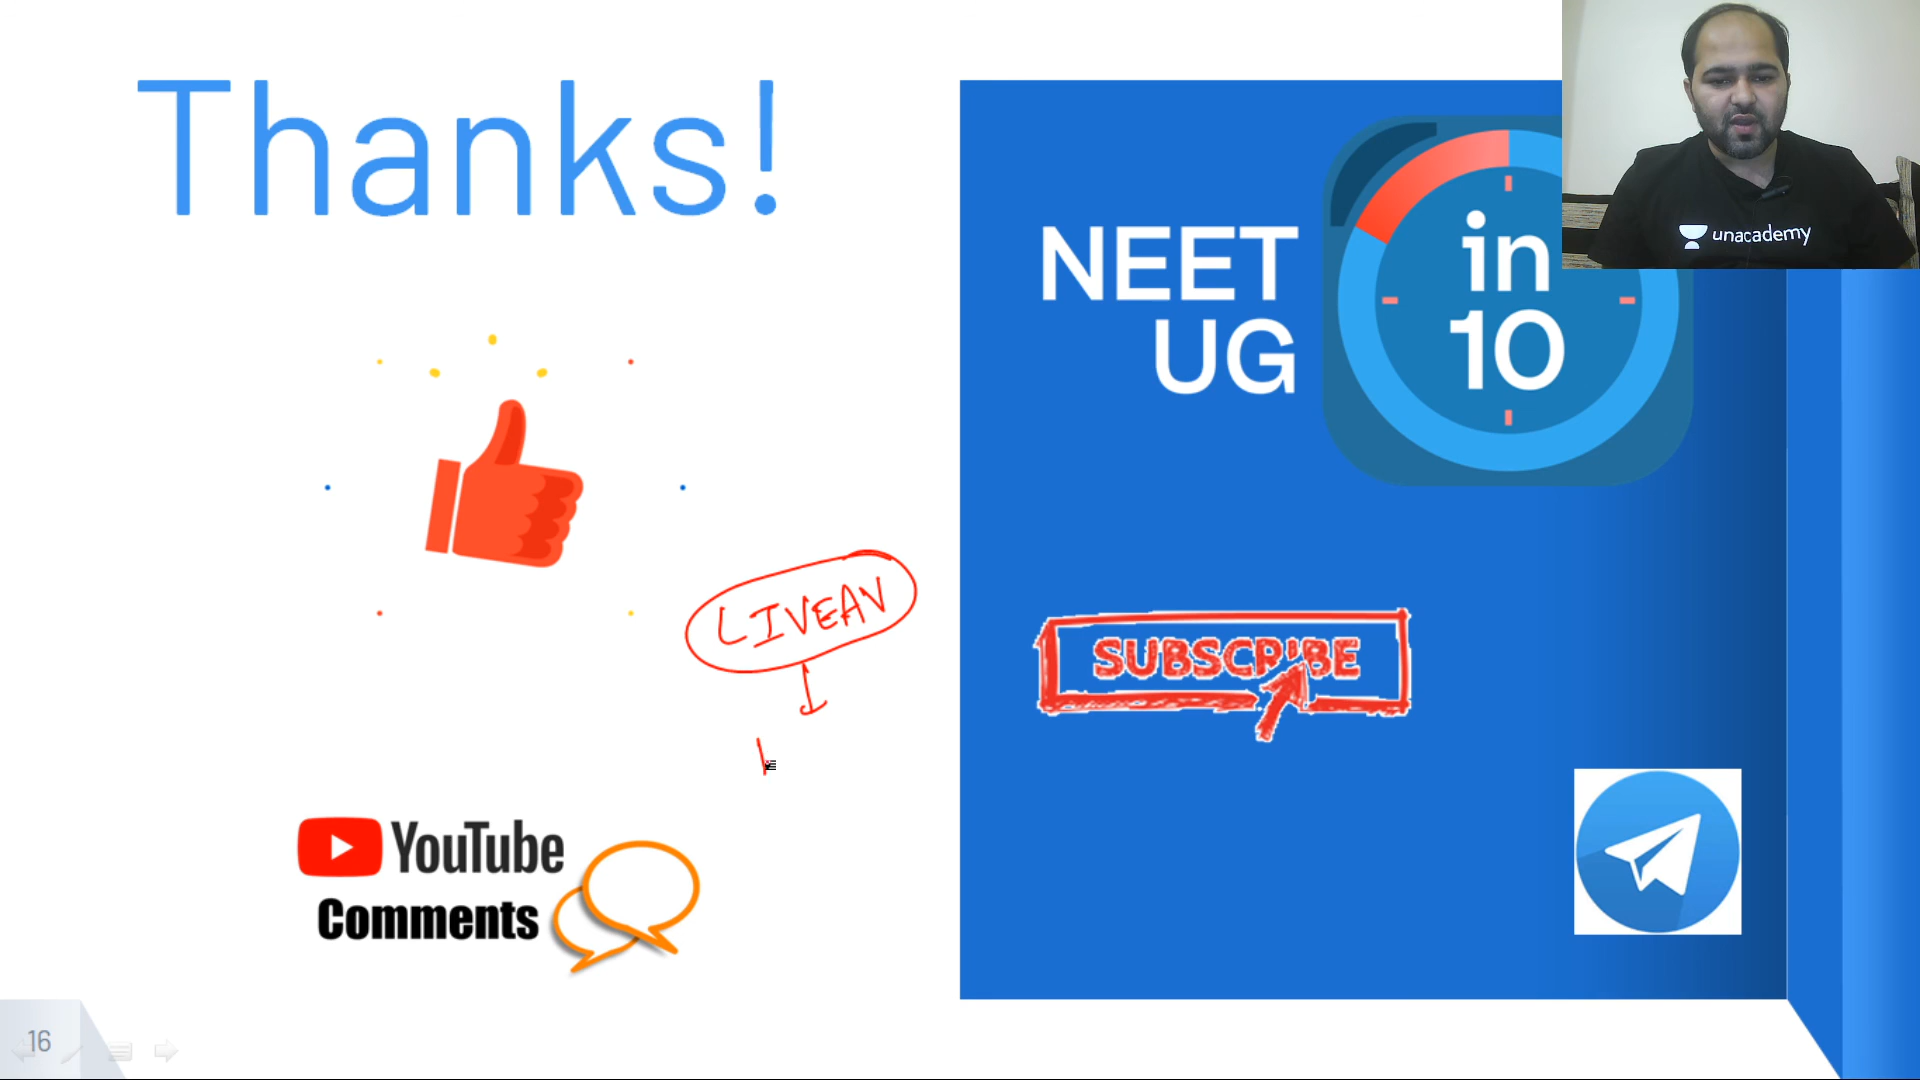 Thanks!
NEET
UG
in
10
unacademy
LIVEAV
SUBSCRIBE
YouTube
Comments
16